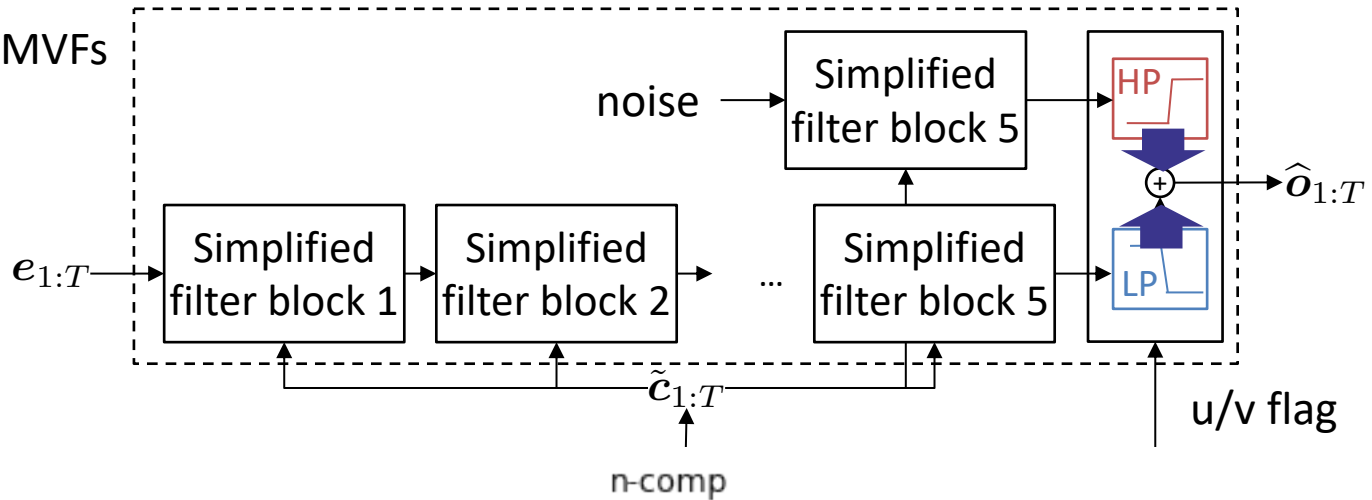 MVFs
Simplified
filter block 5
noise
HP
+
𝒐̂₁:T
Simplified
filter block 1
Simplified
filter block 2
...
Simplified
filter block 5
LP
𝒆₁:T
𝒄̃₁:T
u/v flag
n-comp